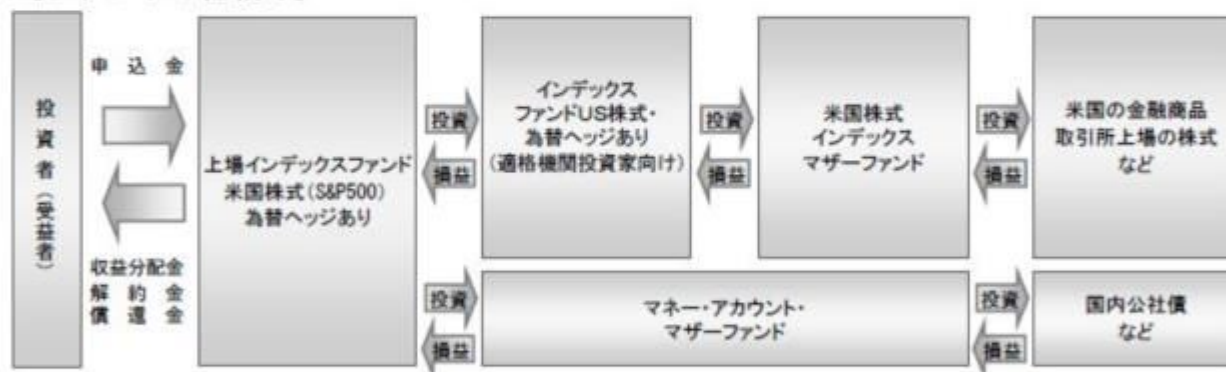 投資者(受益者)
申込金
収益分配金
解約金
償還金
上場インデックスファンド
米国株式(S&P500)
為替ヘッジあり
投資
損益
インデックス
ファンドUS株式・
為替ヘッジあり
(適格機関投資家向け)
投資
損益
米国株式
インデックス
マザーファンド
投資
損益
米国の金融商品
取引所上場の株式
など
投資
損益
マネー・アカウント・
マザーファンド
投資
損益
国内公社債
など